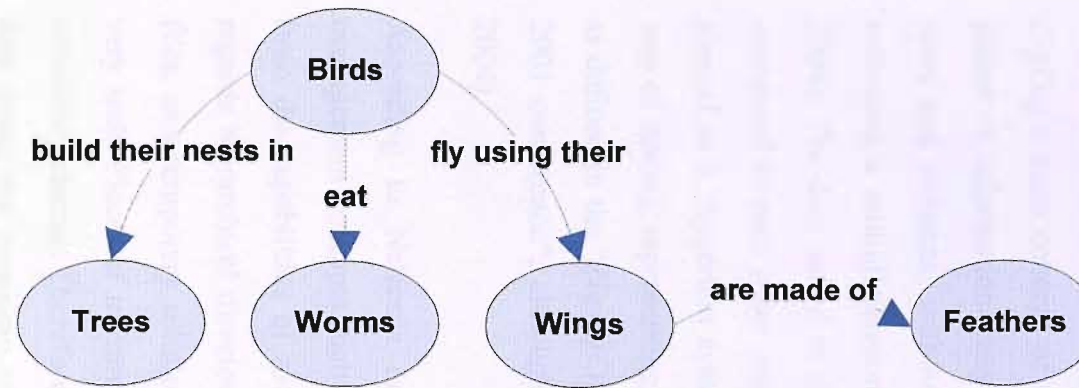 Birds
build their nests in
fly using their
eat
are made of
Trees
Worms
Wings
Feathers